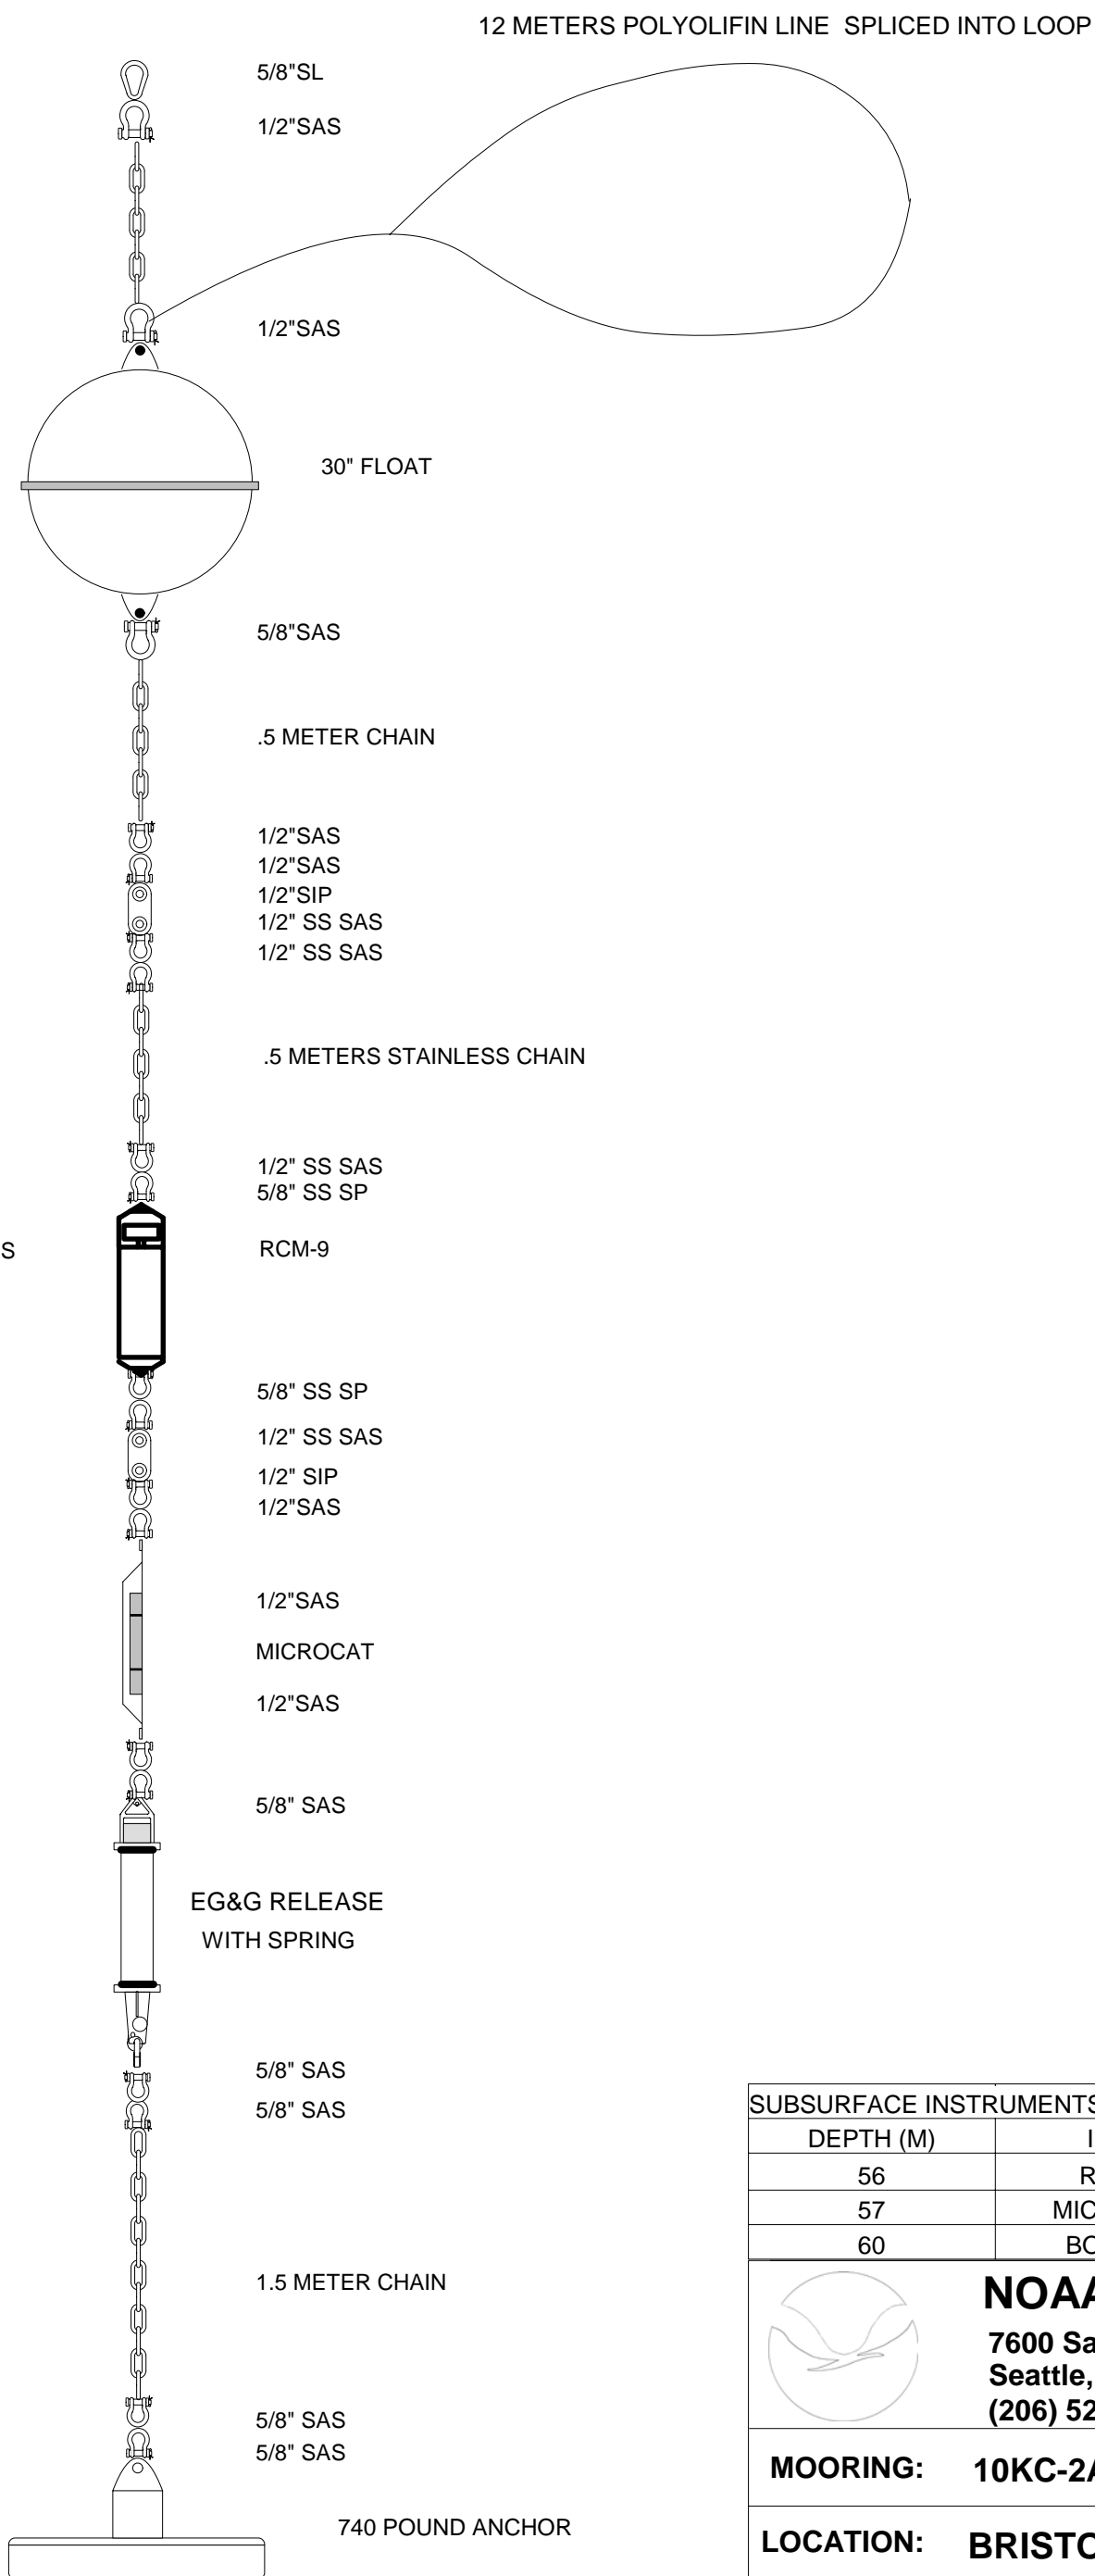 12 METERS POLYOLIFIN LINE SPLICED INTO LOOP
5/8"SL
1/2"SAS
1/2"SAS
30" FLOAT
5/8"SAS
.5 METER CHAIN
1/2"SAS
1/2"SAS
1/2"SIP
1/2" SS SAS
1/2" SS SAS
.5 METERS STAINLESS CHAIN
1/2" SS SAS
5/8" SS SP
S RCM-9
5/8" SS SP
1/2" SS SAS
1/2" SIP
1/2"SAS
1/2"SAS
MICROCAT
1/2"SAS
5/8" SAS
EG&G RELEASE
WITH SPRING
5/8" SAS
5/8" SAS
1.5 METER CHAIN
5/8" SAS
5/8" SAS
740 POUND ANCHOR
SUBSURFACE INSTRUMENTS
DEPTH (M)
56
57
60
NOAA
7600
Seattle,
(206)
MOORING:
LOCATION: